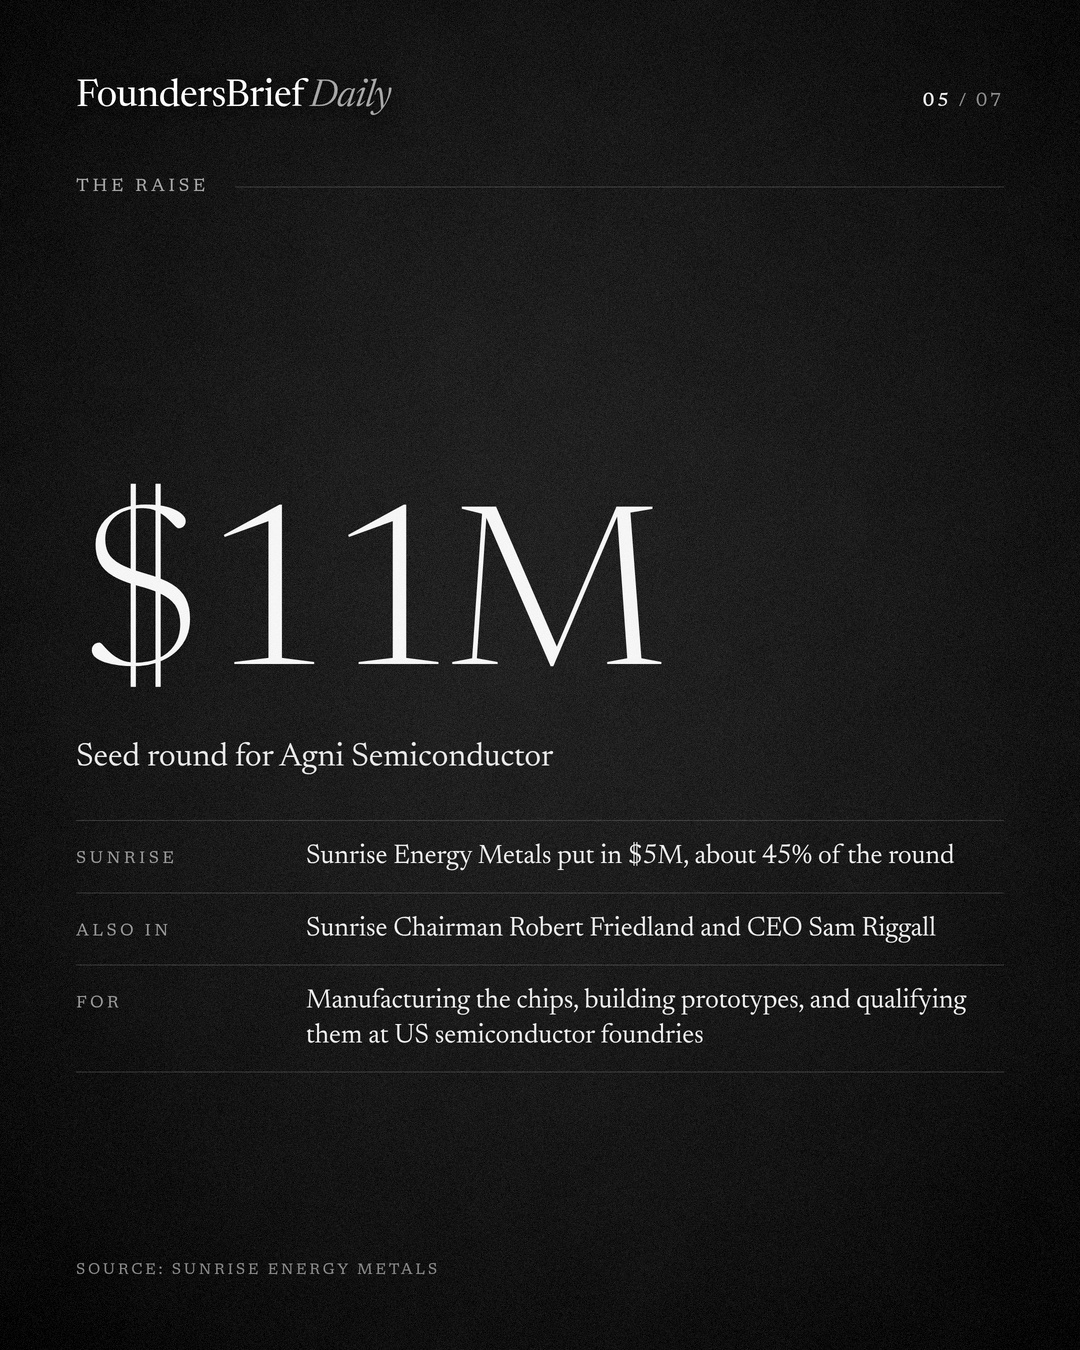 FoundersBrief Daily
05 / 07
THE RAISE
$11M
Seed round for Agni Semiconductor
SUNRISE
Sunrise Energy Metals put in $5M, about 45% of the round
ALSO IN
Sunrise Chairman Robert Friedland and CEO Sam Riggall
FOR
Manufacturing the chips, building prototypes, and qualifying
them at US semiconductor foundries
SOURCE: SUNRISE ENERGY METALS